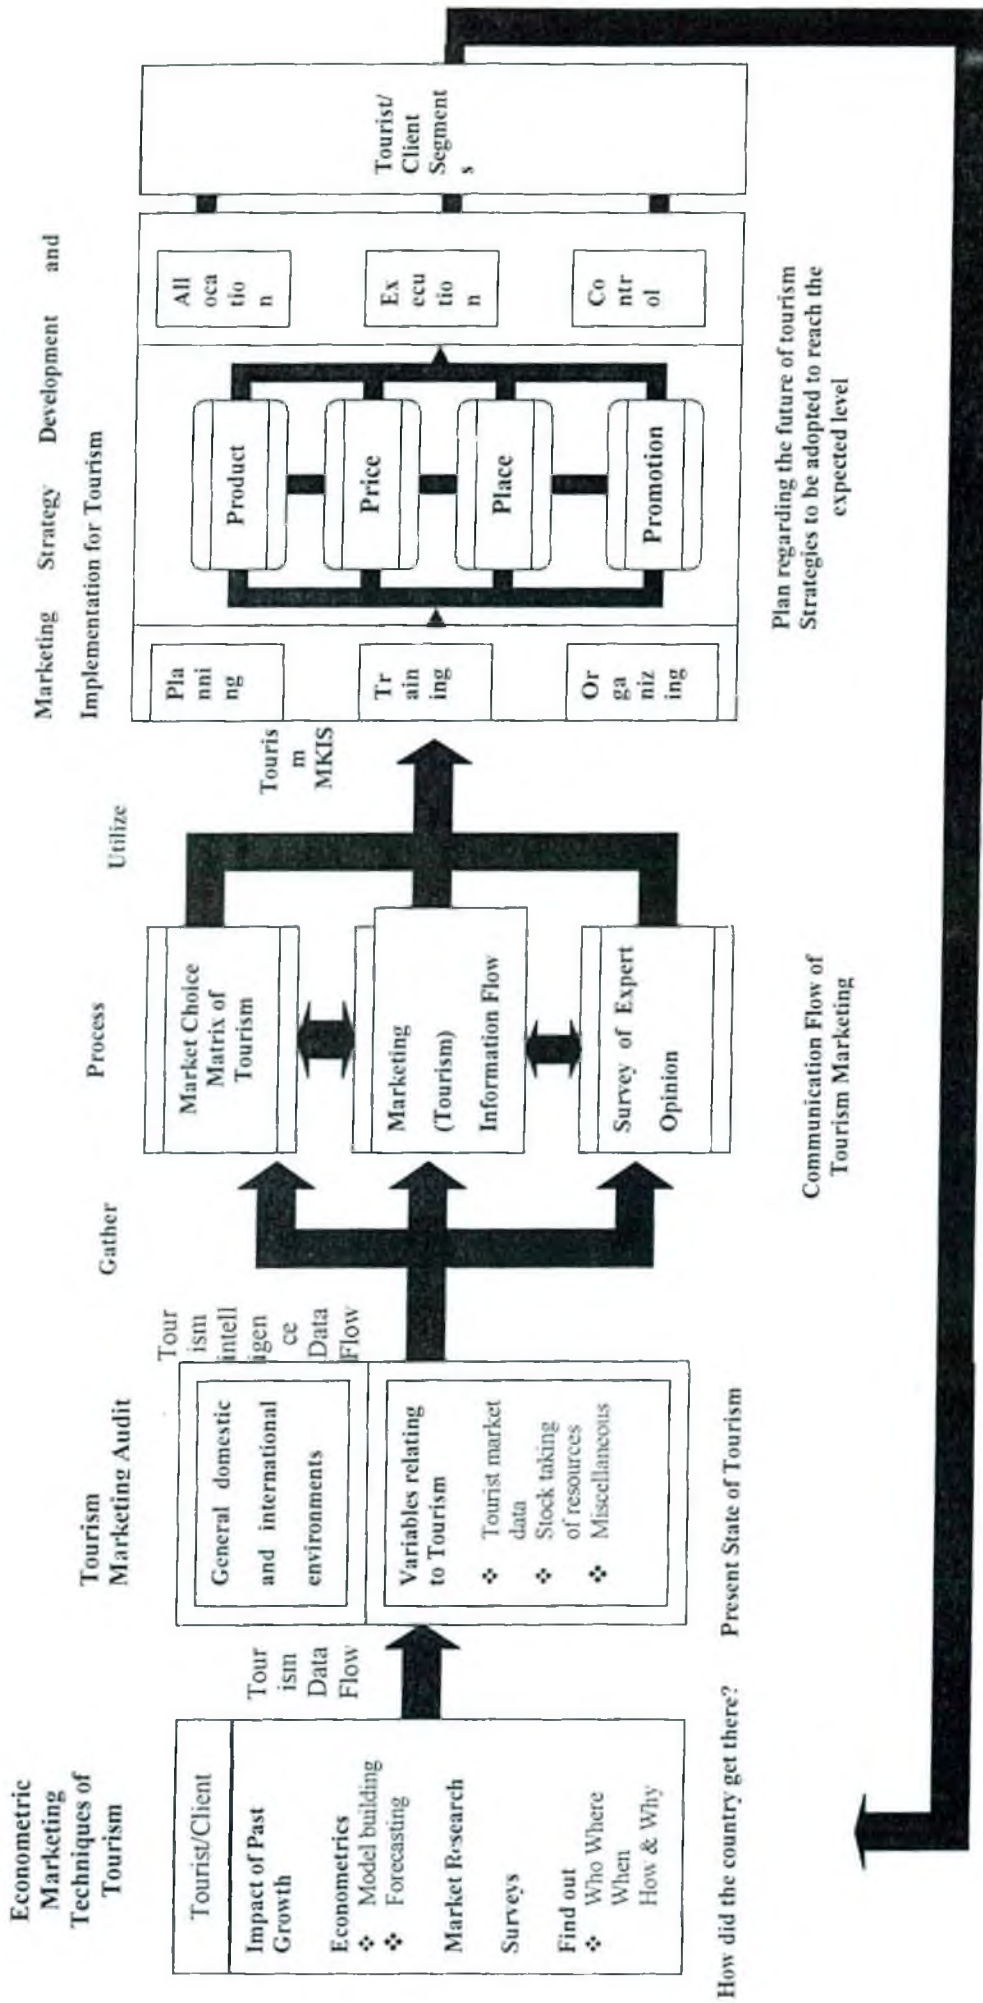 Econometric
Marketing
Techniques of
Tourism
Tourist/Client
Impact of Past
Growth
Econometrics
❖ Model building
❖ Forecasting
Market Research
Surveys
Find out
❖ Who Where
When
How & Why
How did the country get there?
Tour
ism
Data
Flow
Tourism
Marketing Audit
General domestic
and international
environments
Variables relating
to Tourism
❖ Tourist market
data
❖ Stock taking
of resources
❖ Miscellaneous
Present State of Tourism
Tour
ism
intell
igen
ce
Data
Flow
Gather
Process
Market Choice
Matrix of
Tourism
Marketing
(Tourism)
Information Flow
Survey of Expert
Opinion
Communication Flow of
Tourism Marketing
Utilize
Touris
m
MKIS
Marketing Strategy Development and
Implementation for Tourism
Pla
nni
ng
Tr
ain
ing
Or
ga
niz
ing
Product
Price
Place
Promotion
All
oca
tio
n
Ex
ecu
tio
n
Co
ntr
ol
Tourist/
Client
Segment
s
Plan regarding the future of tourism
Strategies to be adopted to reach the
expected level